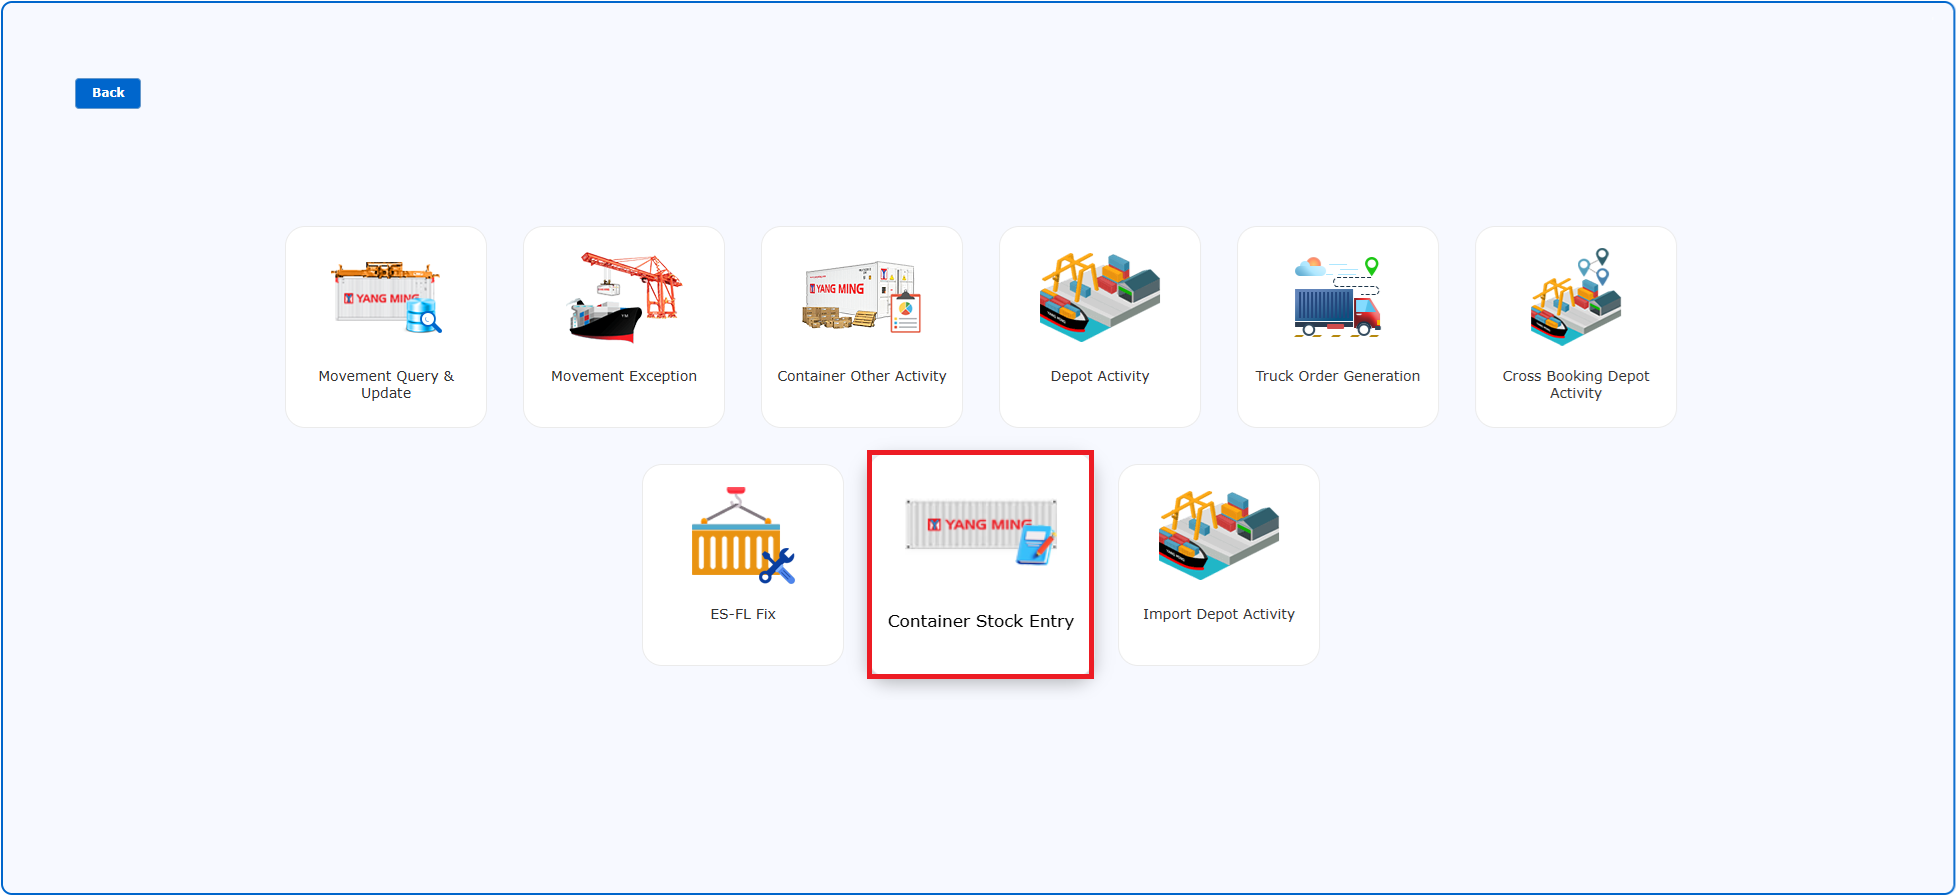 Back
YANG MING
YANG MING
Movement Query &
Update
Movement Exception
Container Other Activity
Depot Activity
Truck Order Generation
Cross Booking Depot
Activity
YANG MING
ES-FL Fix
Container Stock Entry
Import Depot Activity